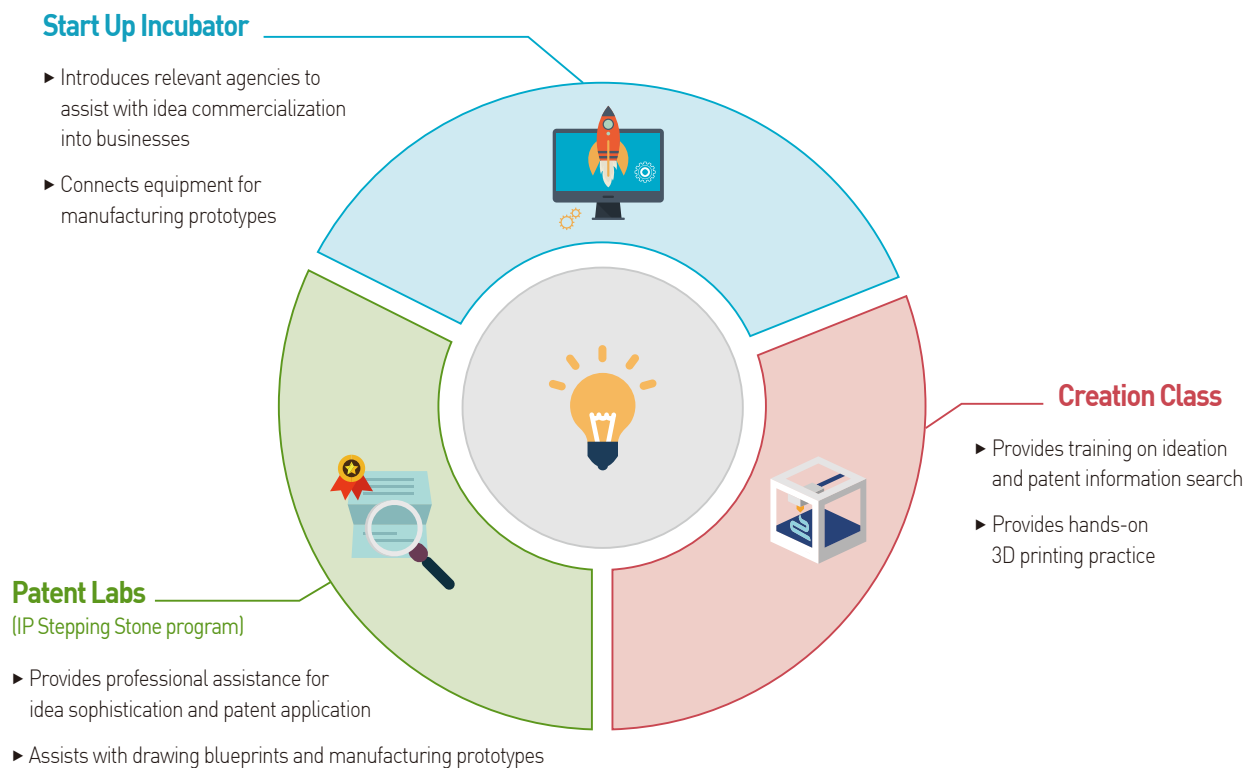 Start Up Incubator
▶ Introduces relevant agencies to
assist with idea commercialization
into businesses
▶ Connects equipment for
manufacturing prototypes
Creation Class
▶ Provides training on ideation
and patent information search
▶ Provides hands-on
3D printing practice
Patent Labs
(IP Stepping Stone program)
▶ Provides professional assistance for
idea sophistication and patent application
▶ Assists with drawing blueprints and manufacturing prototypes